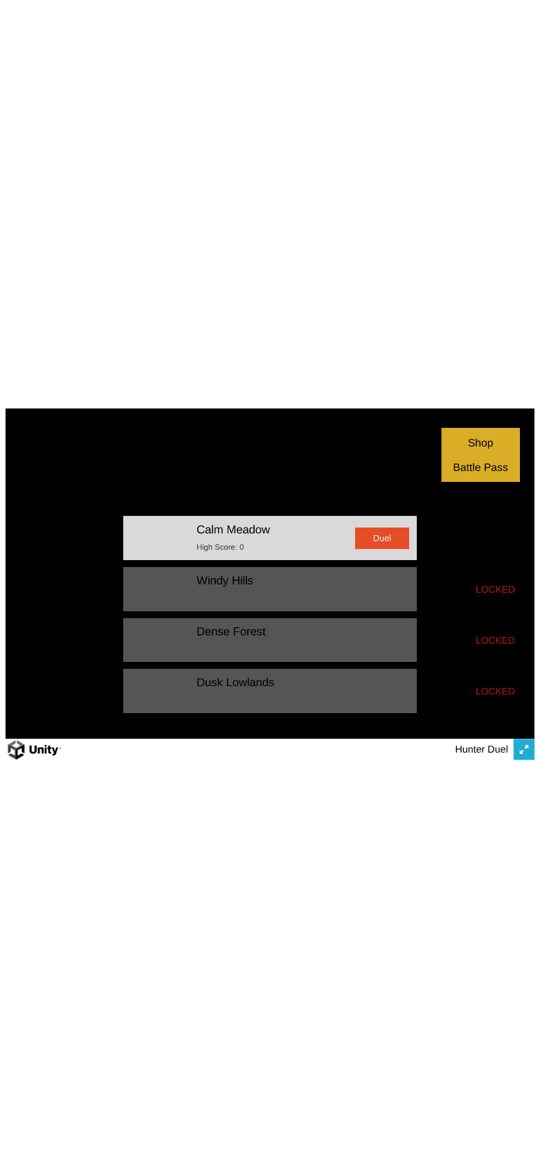 Shop
Battle Pass
Calm Meadow
Duel
High Score: 0
Windy Hills
LOCKED
Dense Forest
LOCKED
Dusk Lowlands
LOCKED
Unity
Hunter Duel